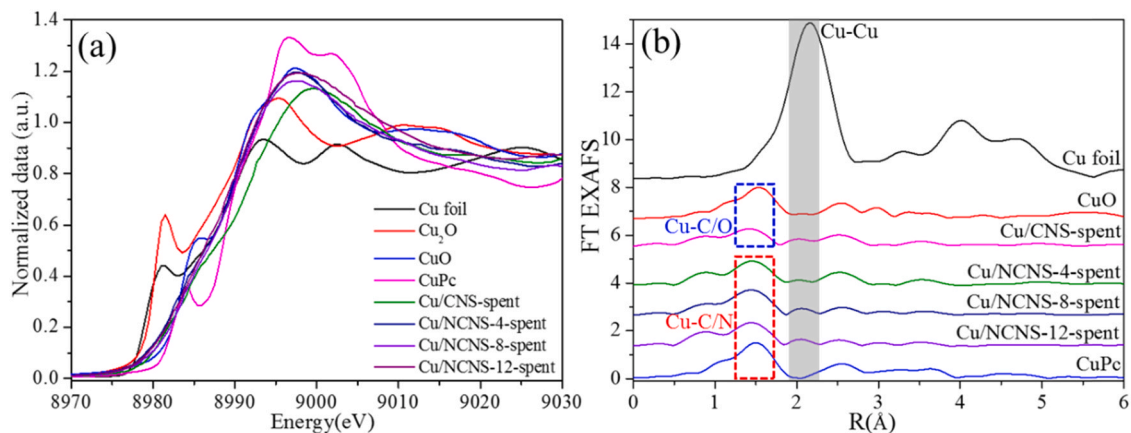 (a)
Normalized data (a.u.)
1.4
1.2
1.0
0.8
0.6
0.4
0.2
0.0
Cu foil
Cu2O
CuO
CuPc
Cu/CNS-spent
Cu/NCNS-4-spent
Cu/NCNS-8-spent
Cu/NCNS-12-spent
8970 8980 8990 9000 9010 9020 9030
Energy(eV)
(b)
FT EXAFS
14
12
10
8
6
4
2
0
Cu-Cu
Cu foil
CuO
Cu-C/O
Cu/CNS-spent
Cu/NCNS-4-spent
Cu/NCNS-8-spent
Cu-C/N
Cu/NCNS-12-spent
CuPc
0 1 2 3 4 5 6
R(Å)